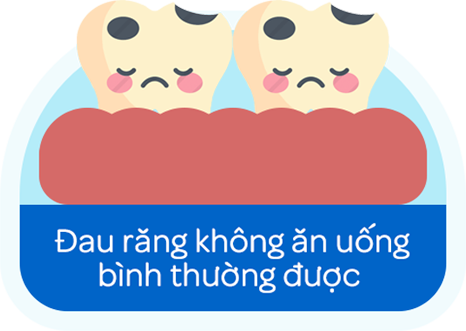 Đau răng không ăn uống
bình thường được